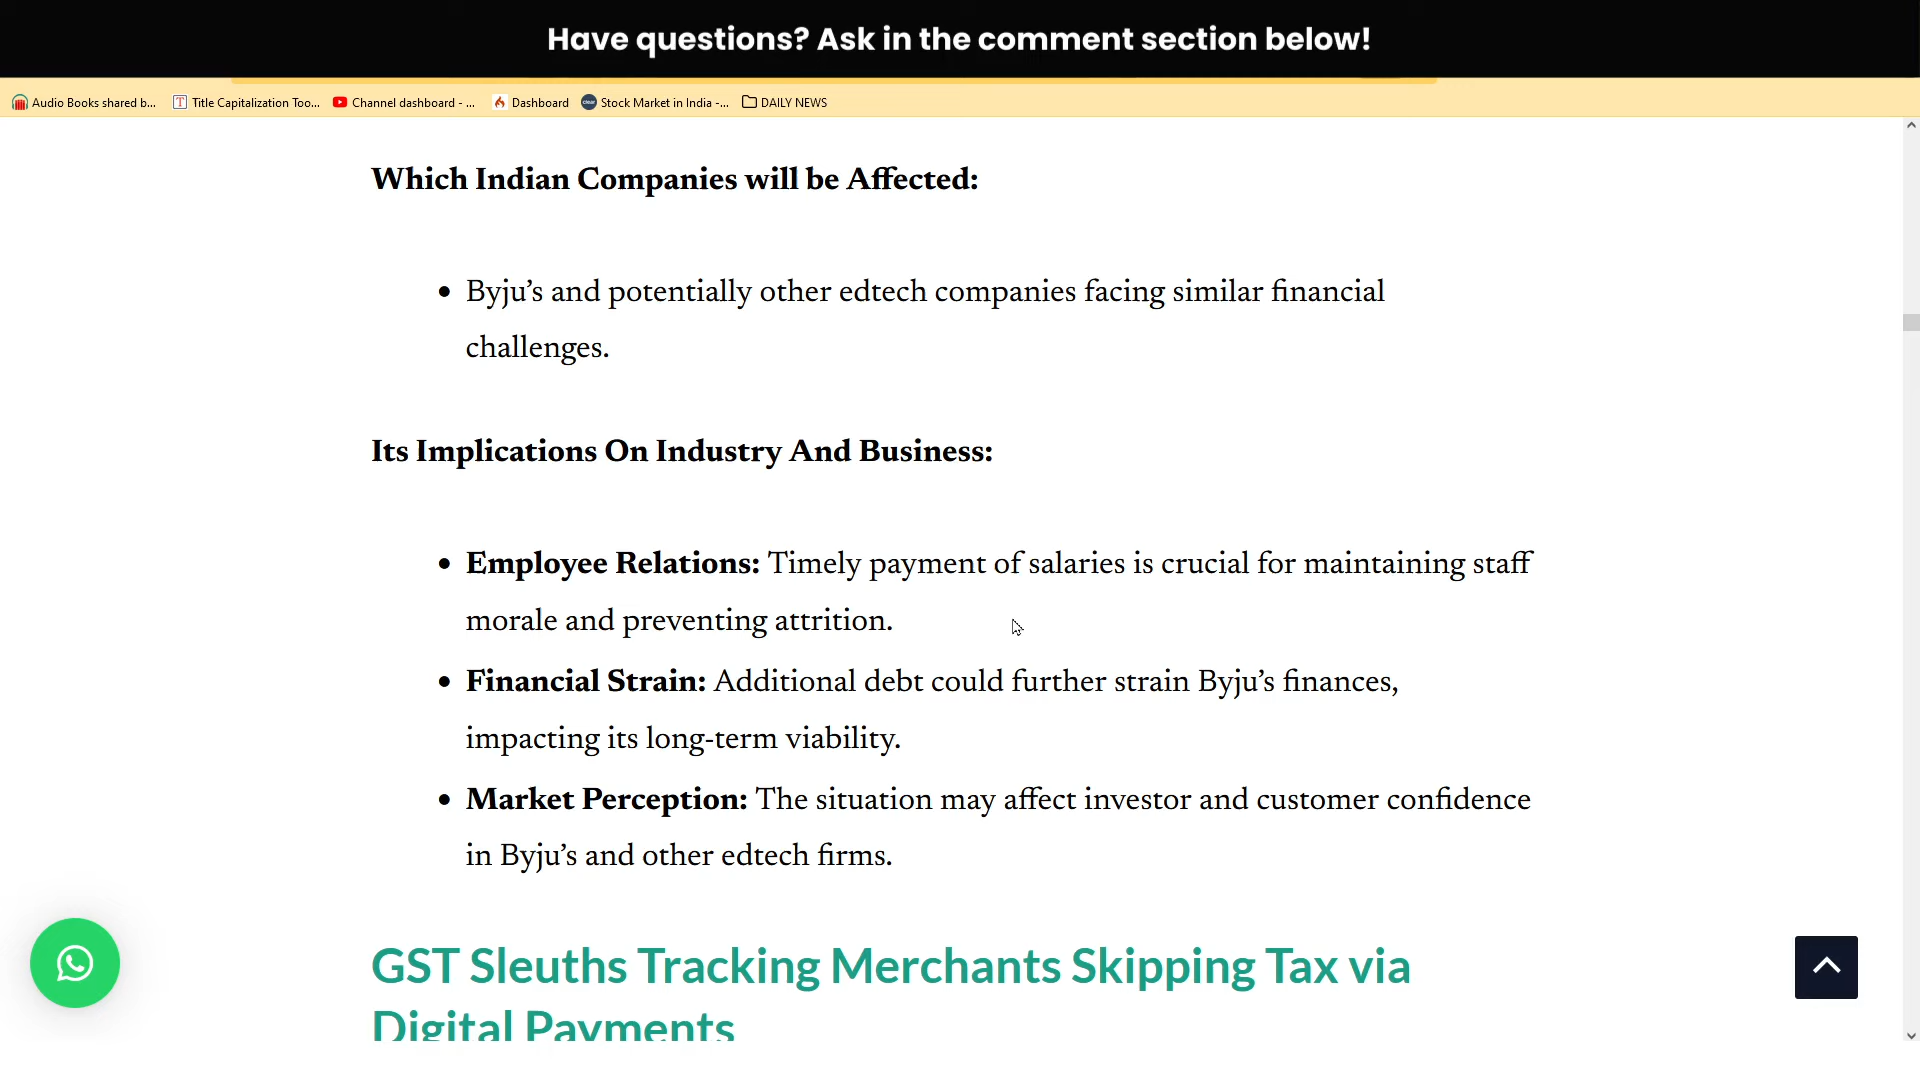 Have questions? Ask in the comment section below!
Audio Books shared b... Title Capitalization Too... Channel dashboard - ... Dashboard Stock Market in India -... DAILY NEWS
Which Indian Companies will be Affected:
• Byju’s and potentially other edtech companies facing similar financial
challenges.
Its Implications On Industry And Business:
• Employee Relations: Timely payment of salaries is crucial for maintaining staff
morale and preventing attrition.
• Financial Strain: Additional debt could further strain Byju’s finances,
impacting its long-term viability.
• Market Perception: The situation may affect investor and customer confidence
in Byju’s and other edtech firms.
GST Sleuths Tracking Merchants Skipping Tax via
Digital Payments